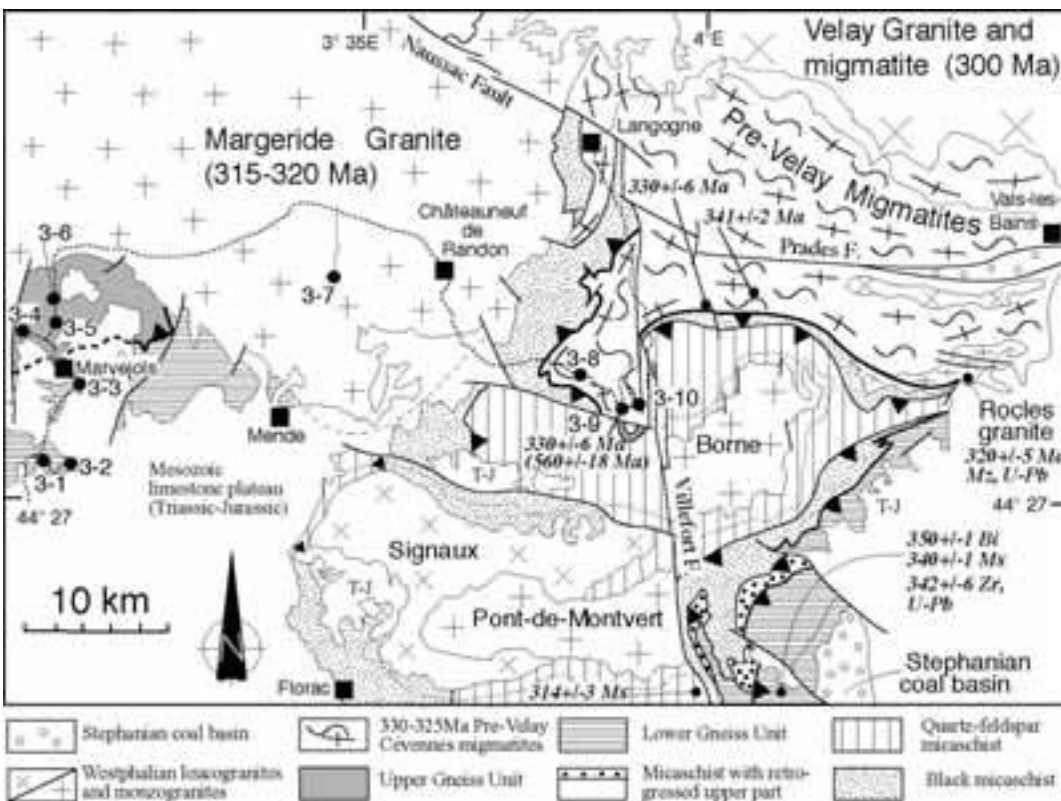 3° 35E
4°E
Velay Granite and
migmatite (300 Ma)
Naussac Fault
Langogne
Margeride Granite
(315-320 Ma)
Pre-Velay Migmatites
330+/-6 Ma
341+/-2 Ma
Vals-les-
Bains
Prades F.
Châteauneuf
de
Randon
3-6
3-7
3-4
3-5
Marvejols
3-3
3-8
3-10
3-9
Mende
330+/-6 Ma
(560+/-18 Ma)
Borne
Rocles
granite
320+/-5 Ma
Mz, U-Pb
3-2
3-1
Mesozoic
limestone plateau
(Triassic-Jurassic)
T-J
T-J
44° 27
44° 27
Villefort F.
Signaux
350+/-1 Bi
340+/-1 Ms
342+/-6 Zr,
U-Pb
10 km
T-J
Pont-de-Montvert
N
Florac
314+/-3 Ms
Stephanian
coal basin
Stephanian coal basin
330-325Ma Pre-Velay
Cévennes migmatites
Lower Gneiss Unit
Quartz-feldspar
micaschist
Westphalian leucogranites
and monzogranites
Upper Gneiss Unit
Micaschist with retro-
gressed upper part
Black micaschist